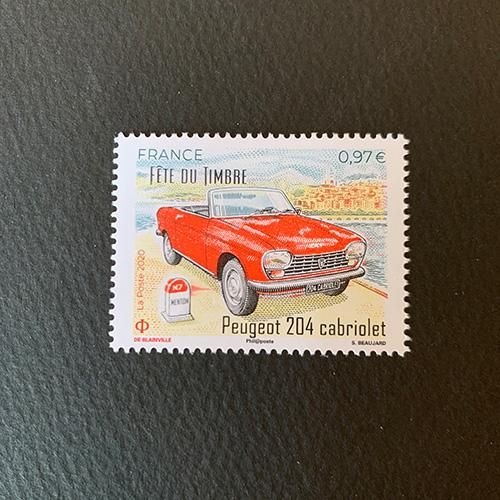 FRANCE 0,97€
FÊTE DU TIMBRE
La Poste 2020
N7
MENTON
204 CABRIOLET
Peugeot 204 cabriolet
DE BLAINVILLE Phil@poste S. BEAUJARD